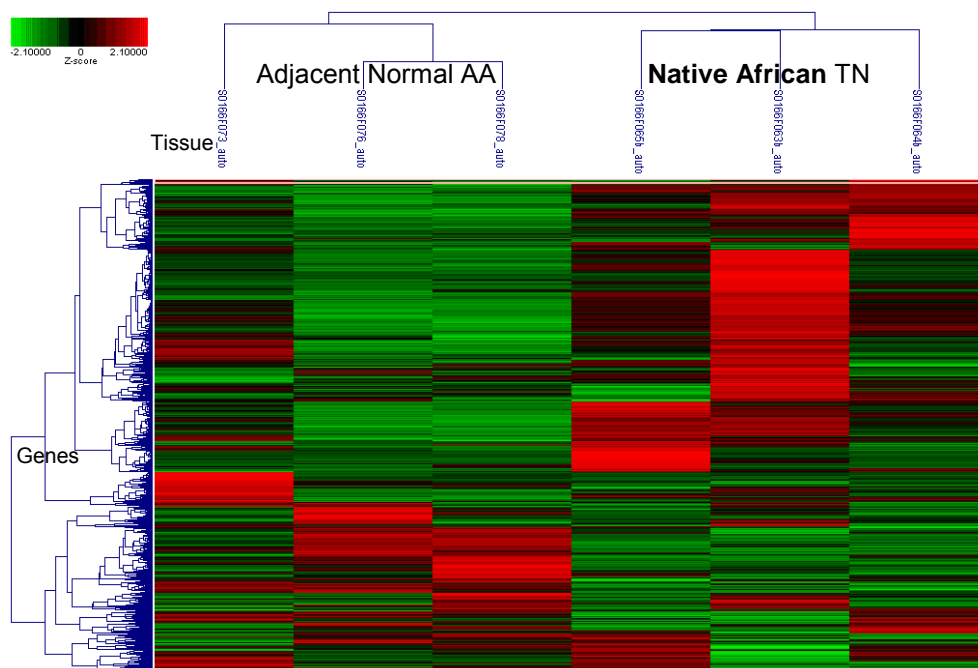 -2.10000 0 2.10000
Z-score
Adjacent Normal AA
Native African TN
S0166F073_auto
S0166F076_auto
S0166F078_auto
S0166F065b_auto
S0166F063b_auto
S0166F064b_auto
Tissue
Genes